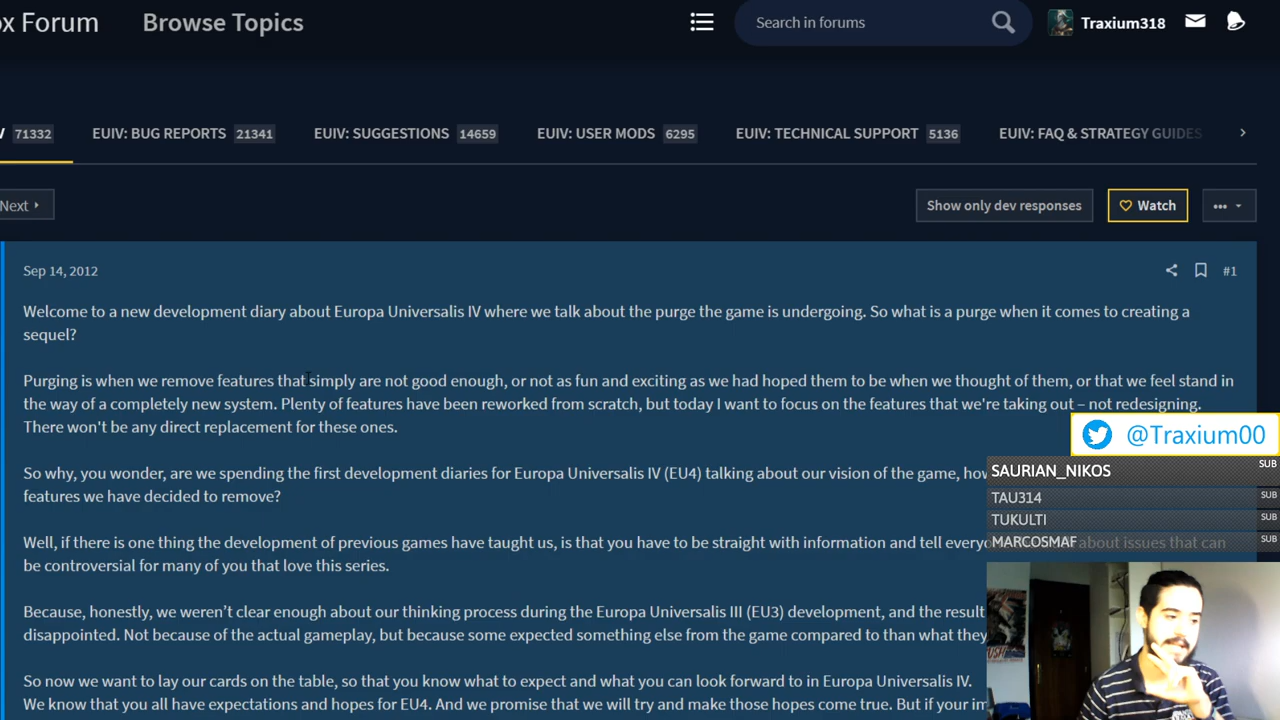 ox Forum
Browse Topics
Search in forums
Traxium318
71332
EUIV: BUG REPORTS 21341
EUIV: SUGGESTIONS 14659
EUIV: USER MODS 6295
EUIV: TECHNICAL SUPPORT 5136
EUIV: FAQ & STRATEGY GUIDES
Next
Show only dev responses
Watch
Sep 14, 2012
#1
Welcome to a new development diary about Europa Universalis IV where we talk about the purge the game is undergoing. So what is a purge when it comes to creating a
sequel?
Purging is when we remove features that simply are not good enough, or not as fun and exciting as we had hoped them to be when we thought of them, or that we feel stand in
the way of a completely new system. Plenty of features have been reworked from scratch, but today I want to focus on the features that we're taking out – not redesigning.
There won't be any direct replacement for these ones.
So why, you wonder, are we spending the first development diaries for Europa Universalis IV (EU4) talking about our vision of the game, how
features we have decided to remove?
Well, if there is one thing the development of previous games have taught us, is that you have to be straight with information and tell everyo about issues that can
be controversial for many of you that love this series.
Because, honestly, we weren’t clear enough about our thinking process during the Europa Universalis III (EU3) development, and the result
disappointed. Not because of the actual gameplay, but because some expected something else from the game compared to than what they
So now we want to lay our cards on the table, so that you know what to expect and what you can look forward to in Europa Universalis IV.
We know that you all have expectations and hopes for EU4. And we promise that we will try and make those hopes come true. But if your im
@Traxium00
SAURIAN_NIKOS SUB
TAU314 SUB
TUKULTI SUB
MARCOSMAF SUB